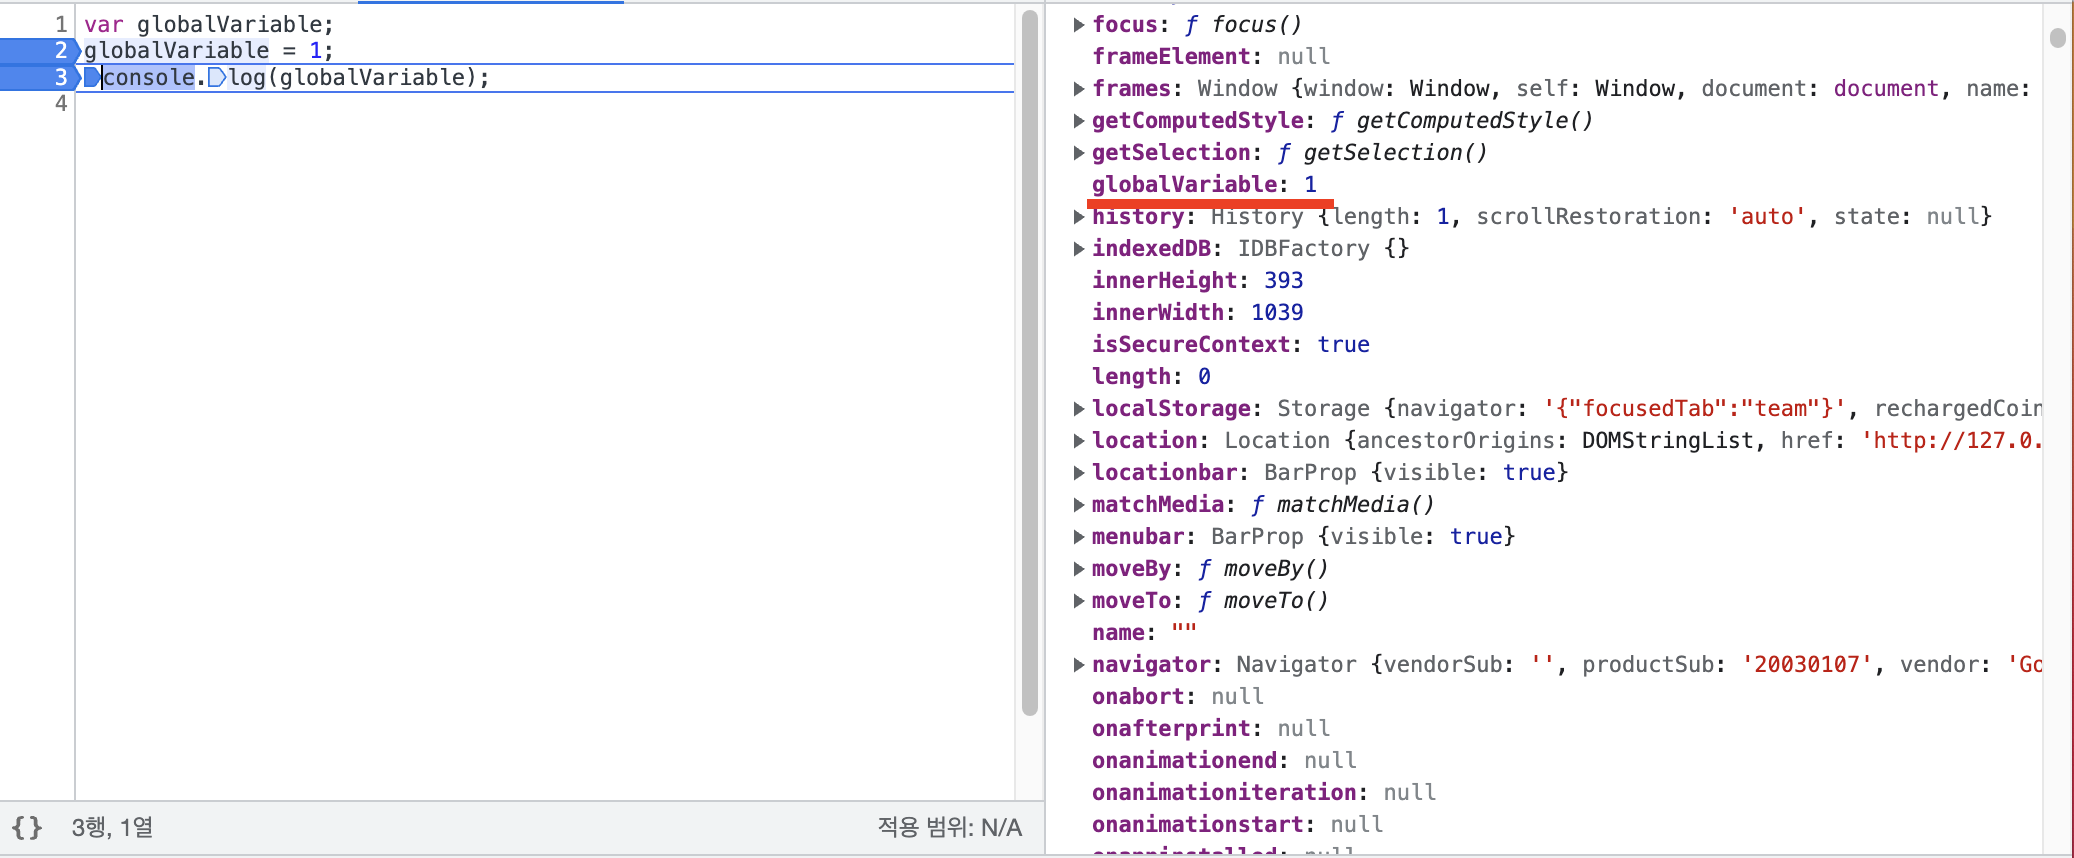 1 var globalVariable;
2 globalVariable = 1;
3 console.log(globalVariable);
4
{} 3행, 1열 적용 범위: N/A
focus: ƒ focus()
frameElement: null
frames: Window {window: Window, self: Window, document: document, name:
getComputedStyle: ƒ getComputedStyle()
getSelection: ƒ getSelection()
globalVariable: 1
history: History {length: 1, scrollRestoration: 'auto', state: null}
indexedDB: IDBFactory {}
innerHeight: 393
innerWidth: 1039
isSecureContext: true
length: 0
localStorage: Storage {navigator: '{"focusedTab":"team"}', rechargedCoin
location: Location {ancestorOrigins: DOMStringList, href: 'http://127.0.
locationbar: BarProp {visible: true}
matchMedia: ƒ matchMedia()
menubar: BarProp {visible: true}
moveBy: ƒ moveBy()
moveTo: ƒ moveTo()
name: ""
navigator: Navigator {vendorSub: '', productSub: '20030107', vendor: 'Go
onabort: null
onafterprint: null
onanimationend: null
onanimationiteration: null
onanimationstart: null
onappinstalled: null